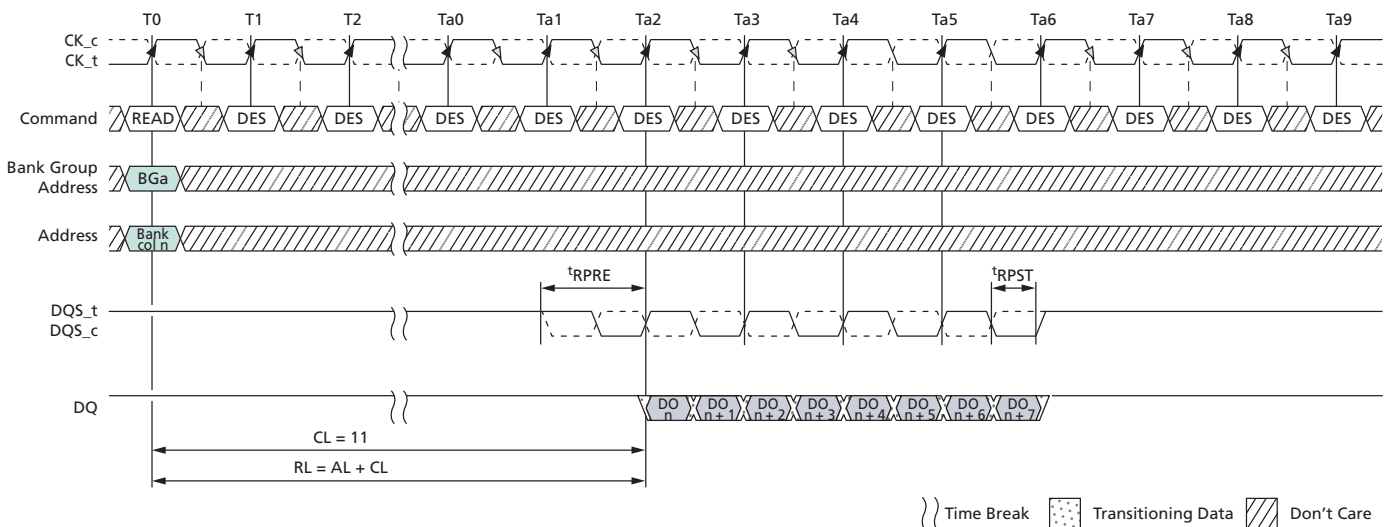 T0 T1 T2 Ta0 Ta1 Ta2 Ta3 Ta4 Ta5 Ta6 Ta7 Ta8 Ta9
CK_c
CK_t
Command READ DES DES DES DES DES DES DES DES DES DES DES DES
Bank Group
Address
BGa
Address
Bank
col n
tRPRE
tRPST
DQS_t
DQS_c
DQ
DO
n
DO
n + 1
DO
n + 2
DO
n + 3
DO
n + 4
DO
n + 5
DO
n + 6
DO
n + 7
CL = 11
RL = AL + CL
Time Break Transitioning Data Don't Care